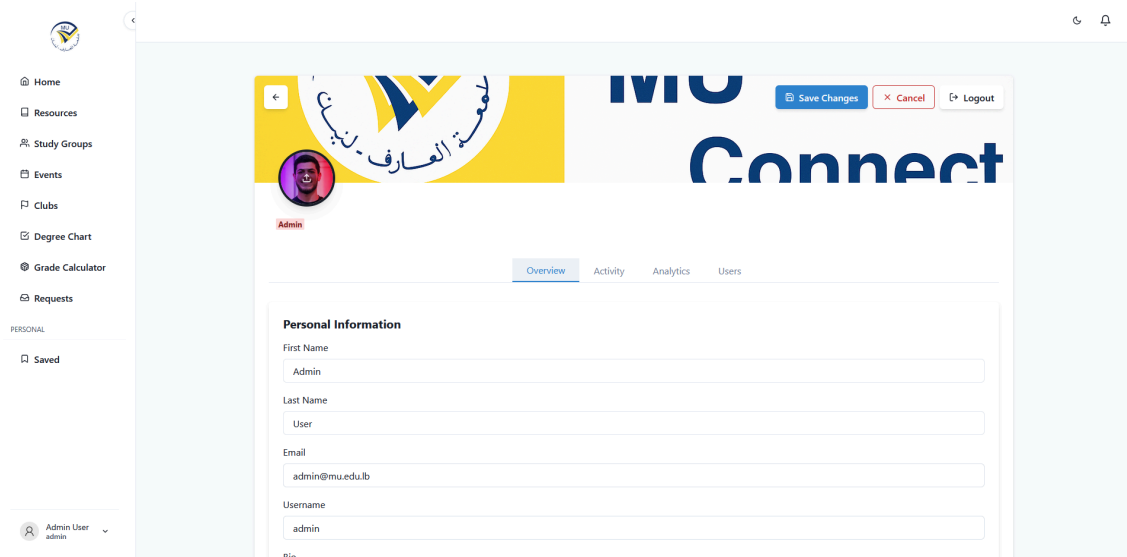 MU
Home
Resources
Study Groups
Events
Clubs
Degree Chart
Grade Calculator
Requests
PERSONAL
Saved
Admin User
admin
MU
Connect
Save Changes
Cancel
Logout
Admin
Overview
Activity
Analytics
Users
Personal Information
First Name
Admin
Last Name
User
Email
admin@mu.edu.lb
Username
admin
Bio